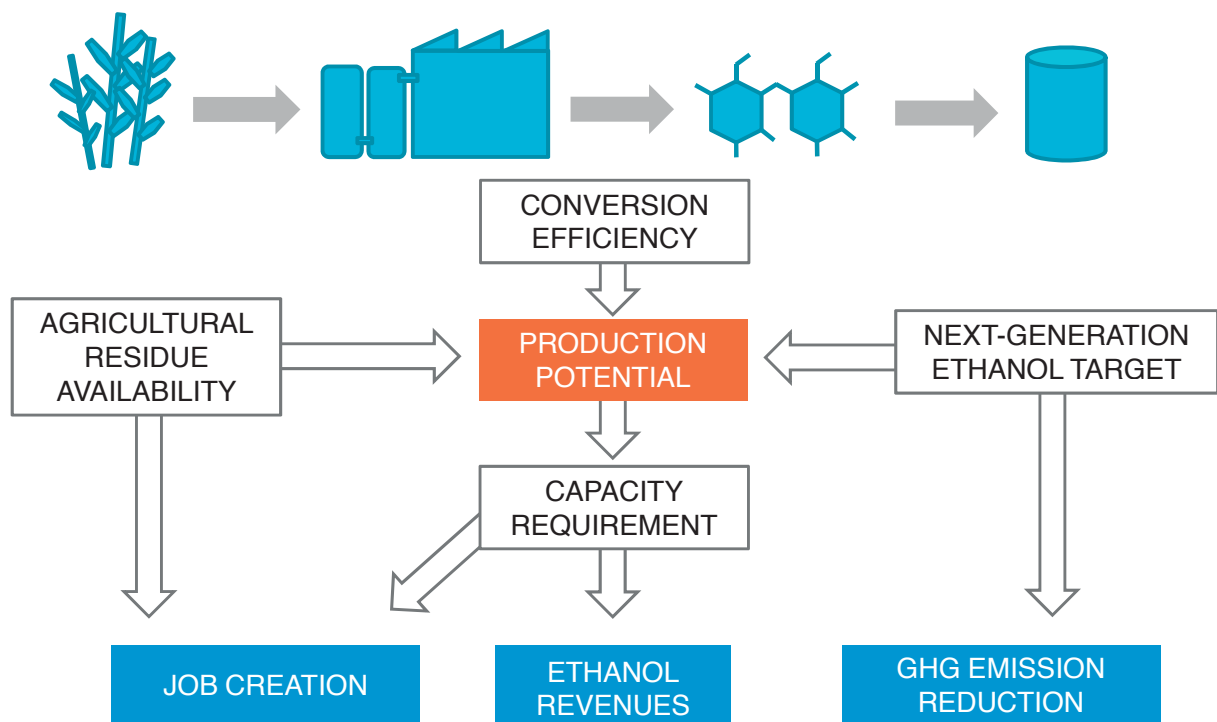 CONVERSION
EFFICIENCY
AGRICULTURAL
RESIDUE
AVAILABILITY
PRODUCTION
POTENTIAL
NEXT-GENERATION
ETHANOL TARGET
CAPACITY
REQUIREMENT
JOB CREATION
ETHANOL
REVENUES
GHG EMISSION
REDUCTION